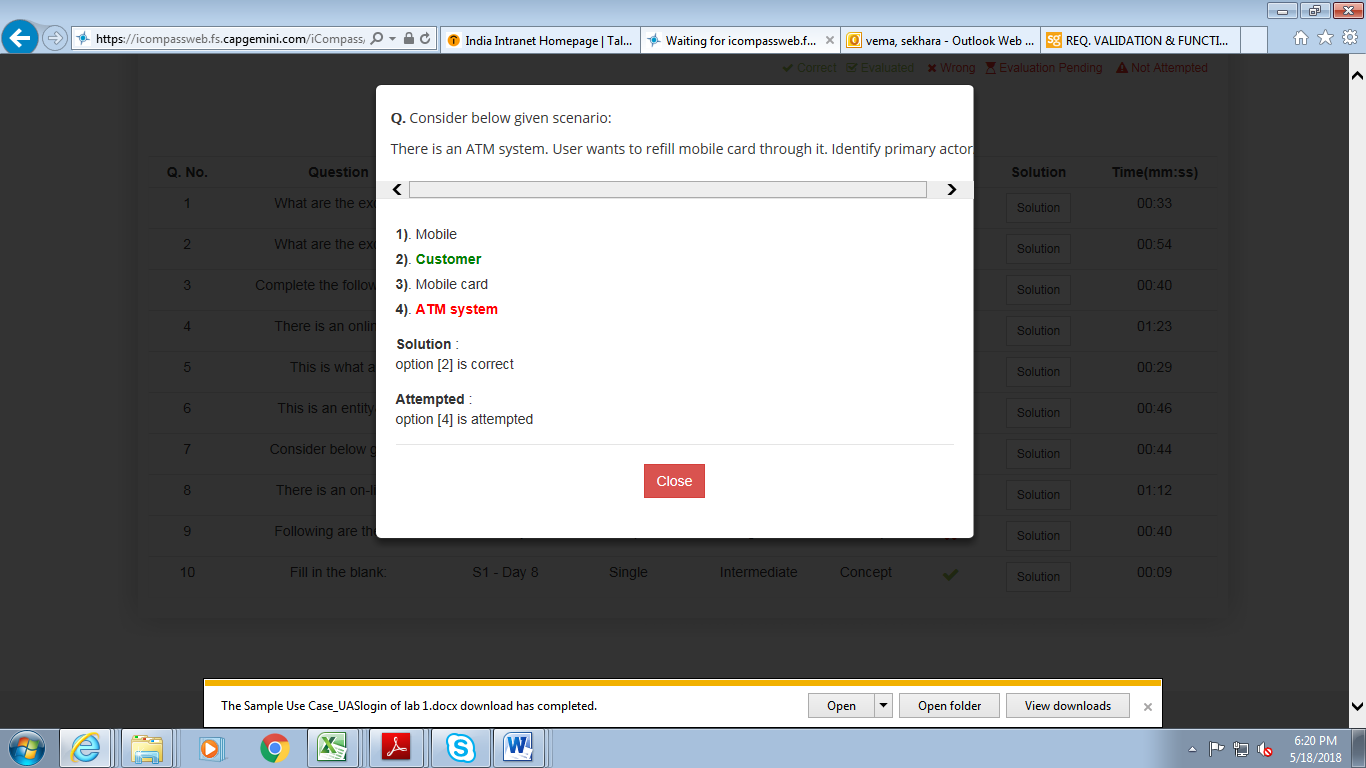 https://icompassweb.fs.capgemini.com/iCompass,
India Intranet Homepage | Tal...
Waiting for icompassweb.f...
vema, sekhara - Outlook Web ...
REQ. VALIDATION & FUNCTI...
Correct Evaluated Wrong Evaluation Pending Not Attempted
Q. Consider below given scenario:
There is an ATM system. User wants to refill mobile card through it. Identify primary actor
1). Mobile
2). Customer
3). Mobile card
4). ATM system
Solution :
option [2] is correct
Attempted :
option [4] is attempted
Close
Q. No. Question Solution Time(mm:ss)
1 What are the exc Solution 00:33
2 What are the exc Solution 00:54
3 Complete the follow Solution 00:40
4 There is an onlin Solution 01:23
5 This is what a Solution 00:29
6 This is an entity Solution 00:46
7 Consider below g Solution 00:44
8 There is an on-li Solution 01:12
9 Following are the Solution 00:40
10 Fill in the blank: S1 - Day 8 Single Intermediate Concept Solution 00:09
The Sample Use Case_UASlogin of lab 1.docx download has completed.
Open Open folder View downloads
6:20 PM
5/18/2018